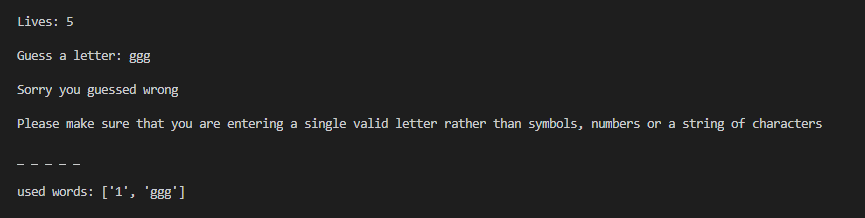 Lives: 5
Guess a letter: ggg
Sorry you guessed wrong
Please make sure that you are entering a single valid letter rather than symbols, numbers or a string of characters
_ _ _ _ _
used words: ['1', 'ggg']